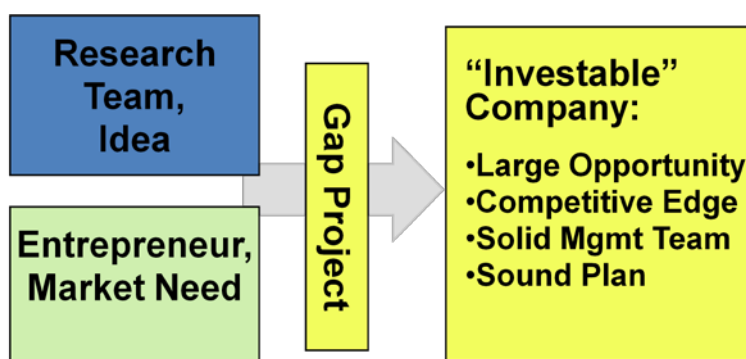 Research
Team,
Idea
Entrepreneur,
Market Need
Gap Project
“Investable”
Company:
•Large Opportunity
•Competitive Edge
•Solid Mgmt Team
•Sound Plan